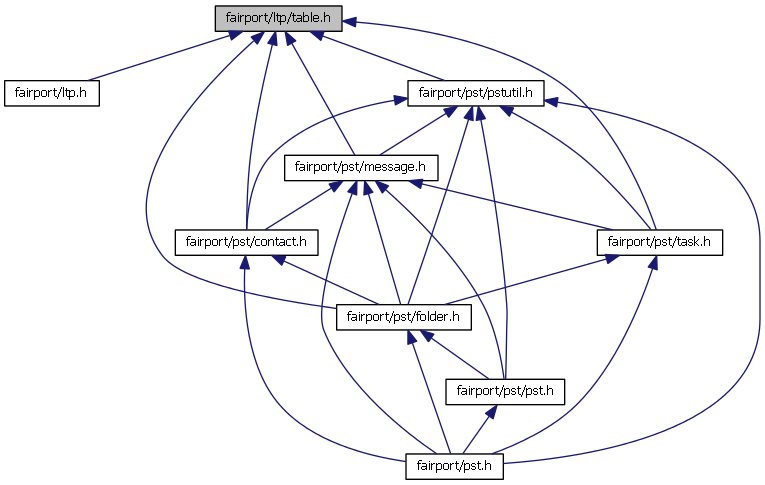 fairport/ltp/table.h
fairport/ltp.h
fairport/pst/pstutil.h
fairport/pst/message.h
fairport/pst/contact.h
fairport/pst/task.h
fairport/pst/folder.h
fairport/pst/pst.h
fairport/pst.h